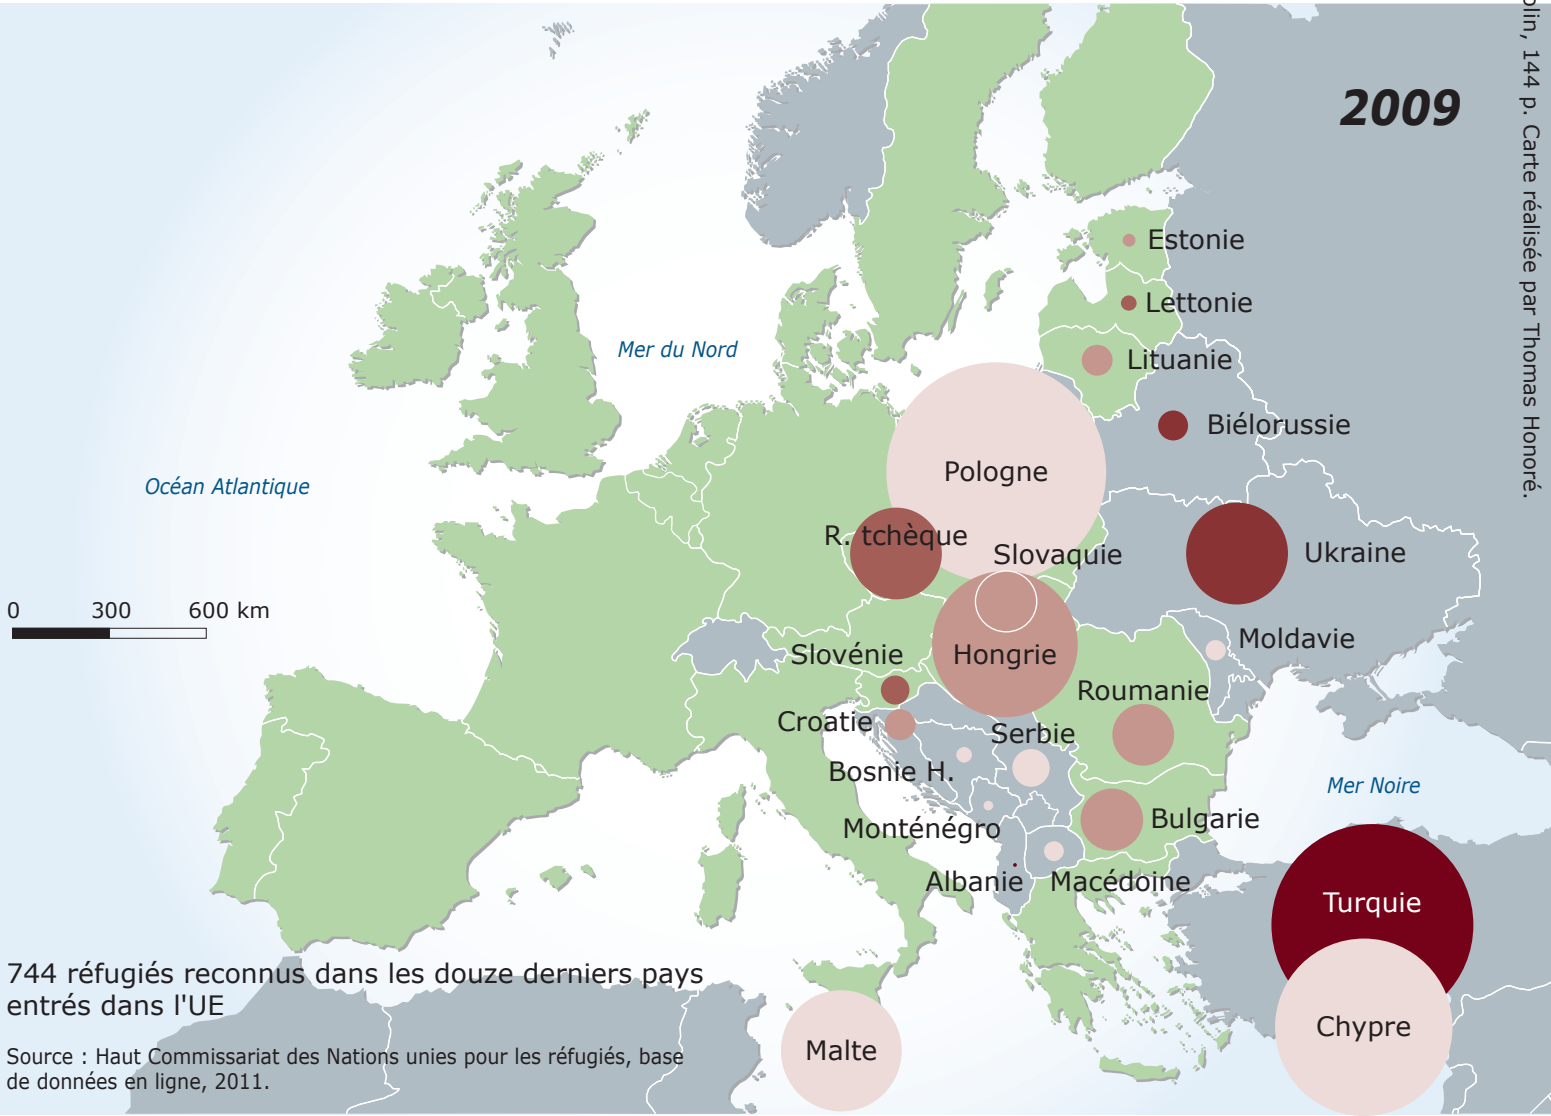 2009
olin, 144 p. Carte réalisée par Thomas Honoré.
Estonie
Lettonie
Lituanie
Mer du Nord
Biélorussie
Pologne
Océan Atlantique
R. tchèque
Slovaquie
Ukraine
0 300 600 km
Moldavie
Slovénie
Hongrie
Roumanie
Croatie
Serbie
Bosnie H.
Mer Noire
Monténégro
Bulgarie
Albanie
Macédoine
Turquie
744 réfugiés reconnus dans les douze derniers pays
entrés dans l'UE
Chypre
Malte
Source : Haut Commissariat des Nations unies pour les réfugiés, base
de données en ligne, 2011.